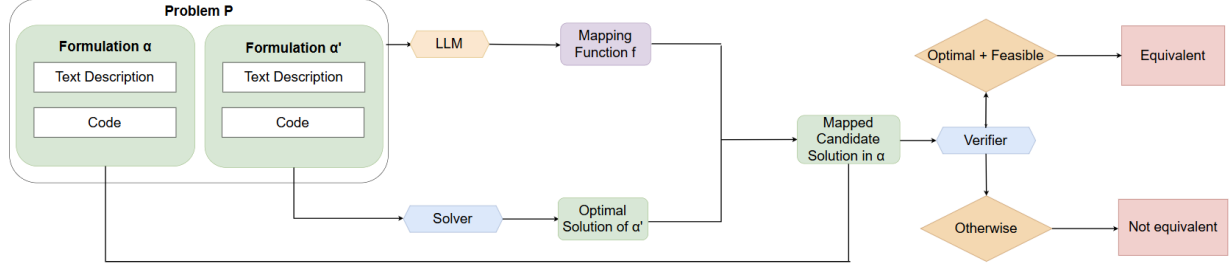 Problem P
Formulation α
Text Description
Code
Formulation α'
Text Description
Code
LLM
Mapping
Function f
Solver
Optimal
Solution of α'
Mapped
Candidate
Solution in α
Verifier
Optimal + Feasible
Equivalent
Otherwise
Not equivalent